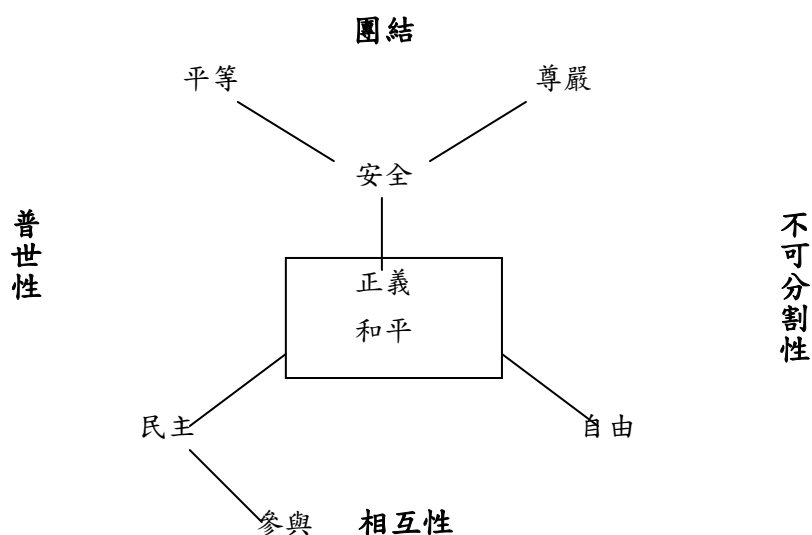 團結
平等
尊嚴
安全
普世性
不可分割性
正義
和平
民主
自由
參與
相互性